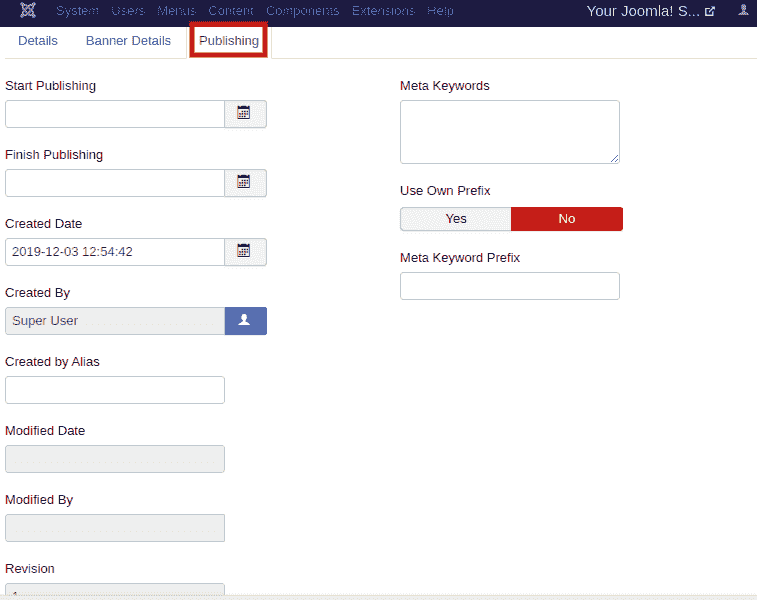 System Users Menus Content Components Extensions Help Your Joomla! S...
Details Banner Details Publishing
Start Publishing
Finish Publishing
Created Date
2019-12-03 12:54:42
Created By
Super User
Created by Alias
Modified Date
Modified By
Revision
Meta Keywords
Use Own Prefix
Yes No
Meta Keyword Prefix